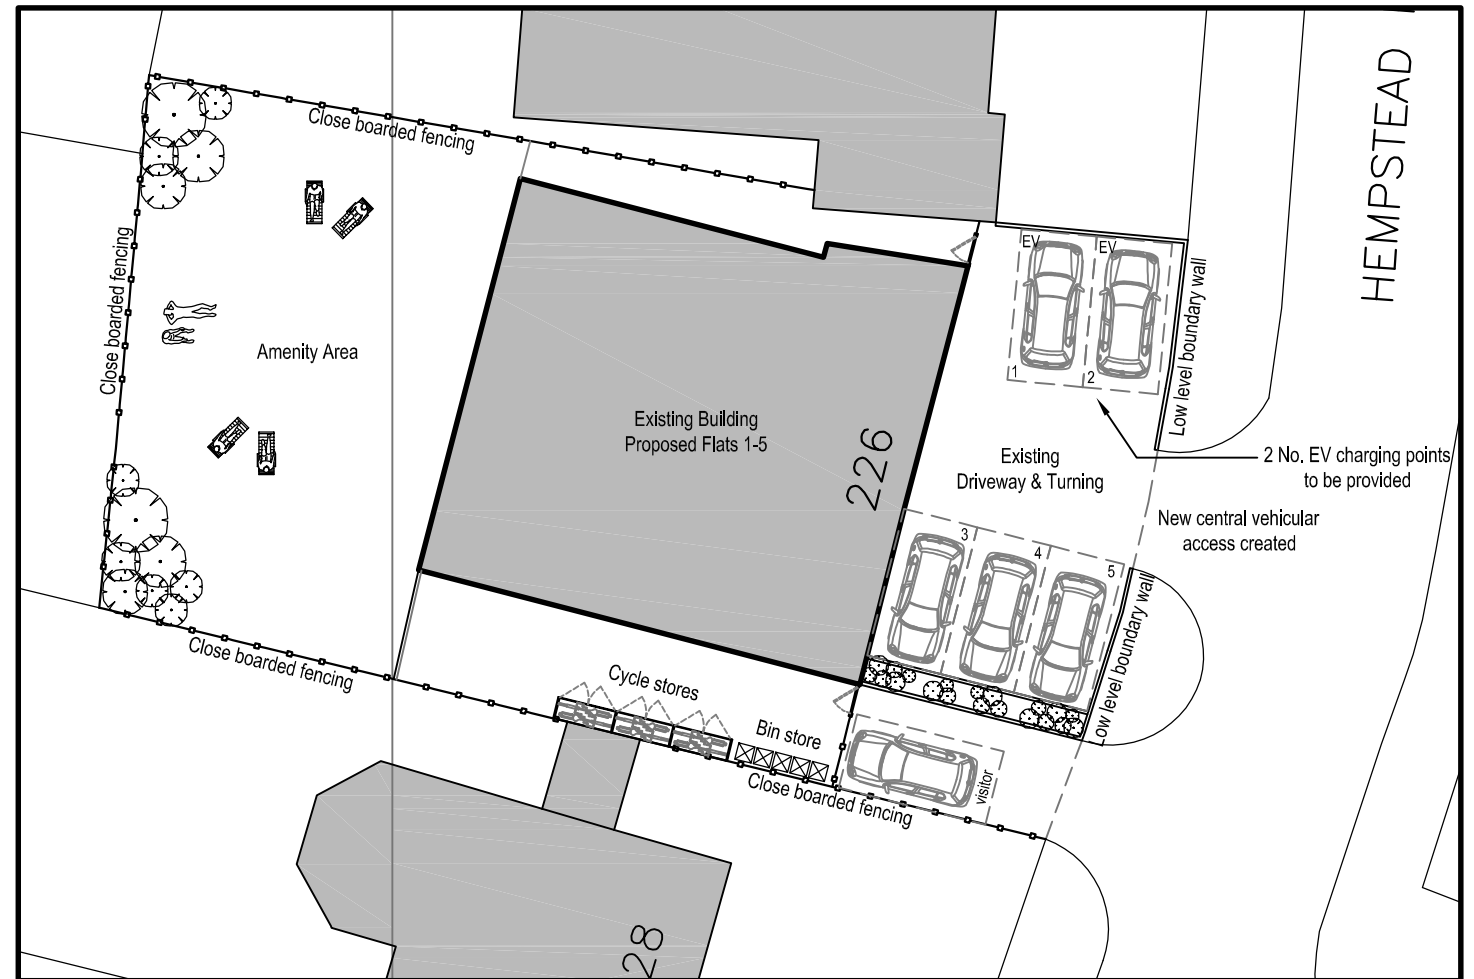 HEMPSTEAD
Close boarded fencing
EV
EV
Low level boundary wall
Close boarded fencing
Amenity Area
1
2
Existing Building
Proposed Flats 1-5
226
Existing
Driveway & Turning
2 No. EV charging points
to be provided
New central vehicular
access created
3
4
5
Low level boundary wall
Close boarded fencing
Cycle stores
Bin store
visitor
Close boarded fencing
28